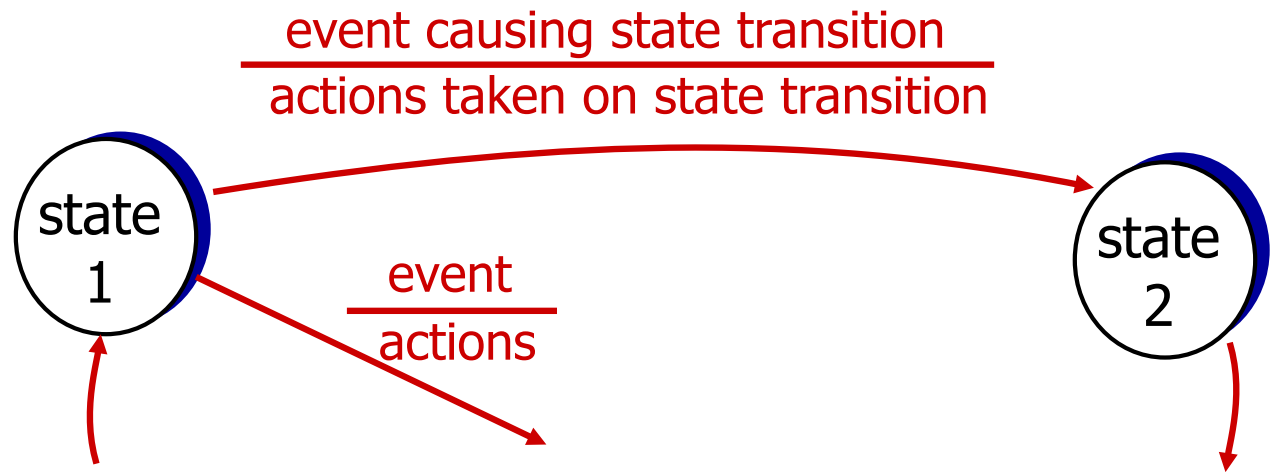 event causing state transition
actions taken on state transition
state
1
event
actions
state
2